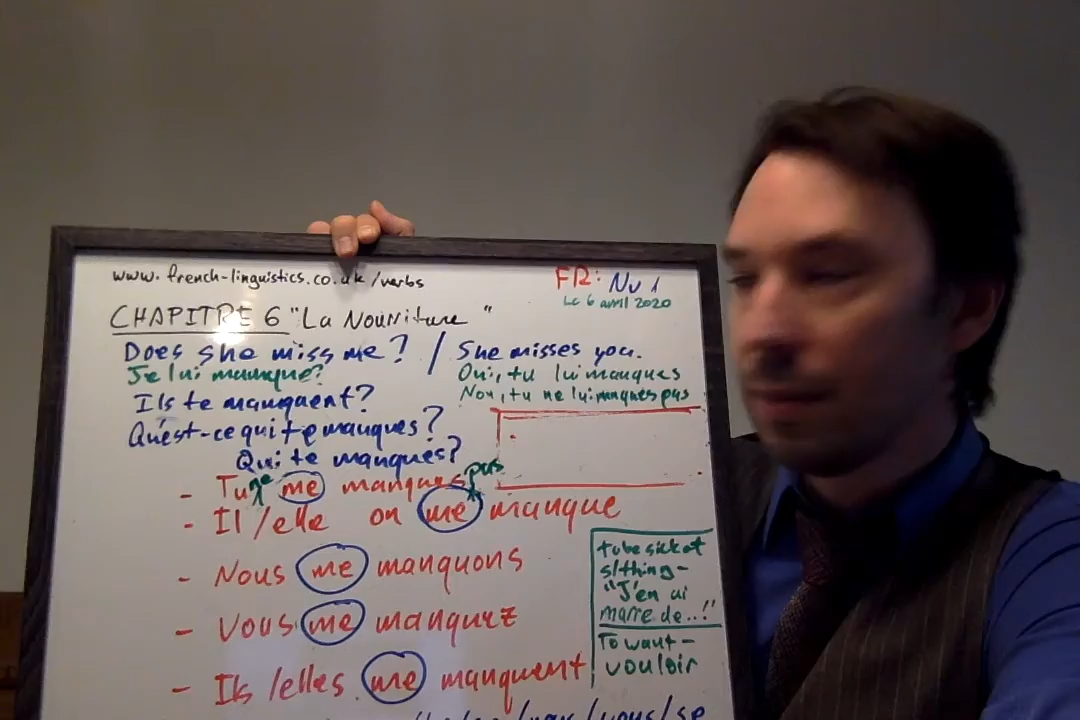 www.french-linguistics.co.uk/verbs
FR: Nv 1
Le 6 avril 2020
CHAPITRE 6 "La Nourriture"
Does she miss me? / She misses you.
Je lui manque?
Oui, tu lui manques
Non, tu ne lui manques pas
Ils te manquent?
Qu'est-ce qui te manques?
Qui te manques?
- Tu ne me manques pas
- Il/elle on me manque
- Nous me manquons
- Vous me manquez
- Ils/elles me manquent
to be sick of
s/thing-
"J'en ai
marre de...!"
To want-
vouloir
/vous/se